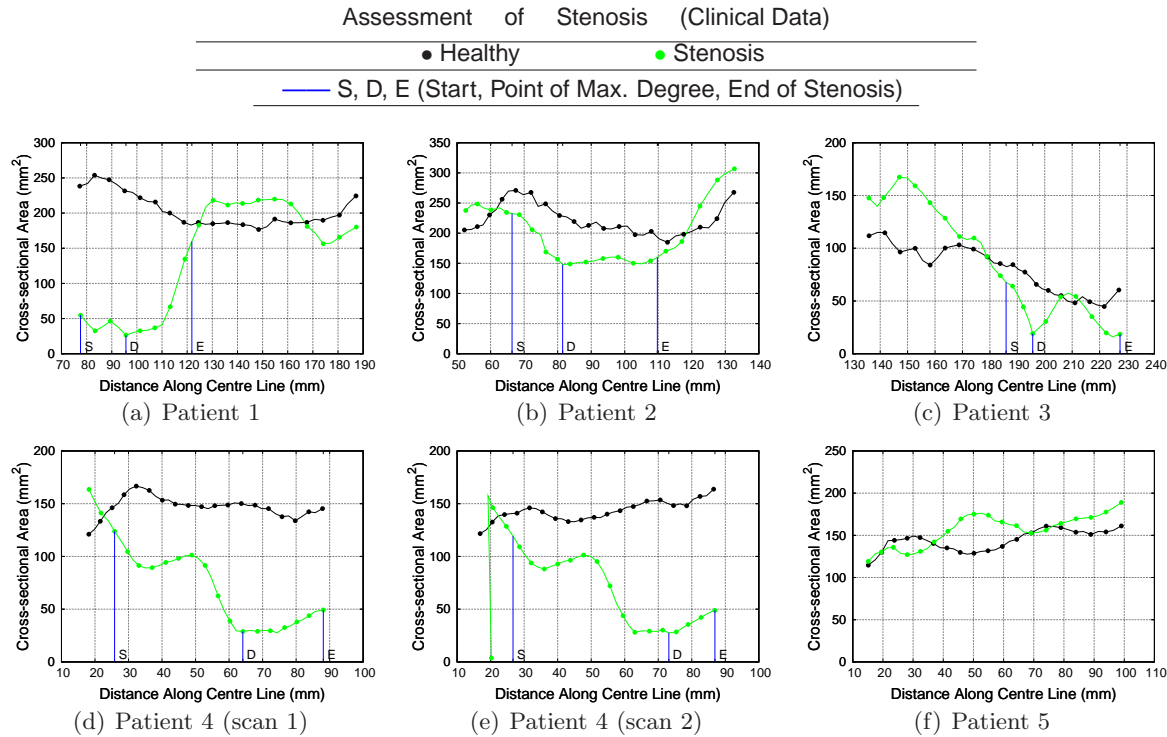 Assessment of Stenosis (Clinical Data)
Healthy Stenosis
S, D, E (Start, Point of Max. Degree, End of Stenosis)
Cross-sectional Area (mm²)
300
250
200
150
100
50
0
S D E
70 80 90 100 110 120 130 140 150 160 170 180 190
Distance Along Centre Line (mm)
(a) Patient 1
Cross-sectional Area (mm²)
400
350
300
250
200
150
100
50
0
S D E
50 60 70 80 90 100 110 120 130 140
Distance Along Centre Line (mm)
(b) Patient 2
Cross-sectional Area (mm²)
200
150
100
50
0
S D E
130 140 150 160 170 180 190 200 210 220 230 240
Distance Along Centre Line (mm)
(c) Patient 3
Cross-sectional Area (mm²)
200
150
100
50
0
S D E
10 20 30 40 50 60 70 80 90 100
Distance Along Centre Line (mm)
(d) Patient 4 (scan 1)
Cross-sectional Area (mm²)
200
150
100
50
0
S D E
10 20 30 40 50 60 70 80 90 100
Distance Along Centre Line (mm)
(e) Patient 4 (scan 2)
Cross-sectional Area (mm²)
250
200
150
100
50
0
10 20 30 40 50 60 70 80 90 100 110
Distance Along Centre Line (mm)
(f) Patient 5